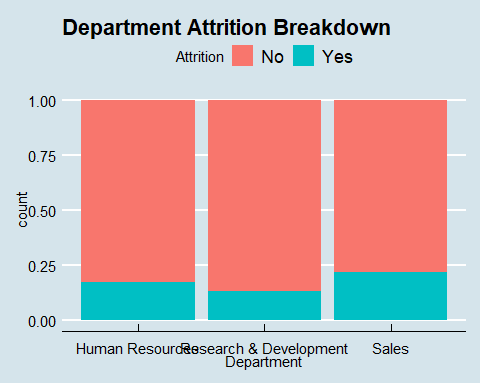 Department Attrition Breakdown
Attrition No Yes
1.00
0.75
0.50
0.25
0.00
count
Human Resources Research & Development Sales
Department